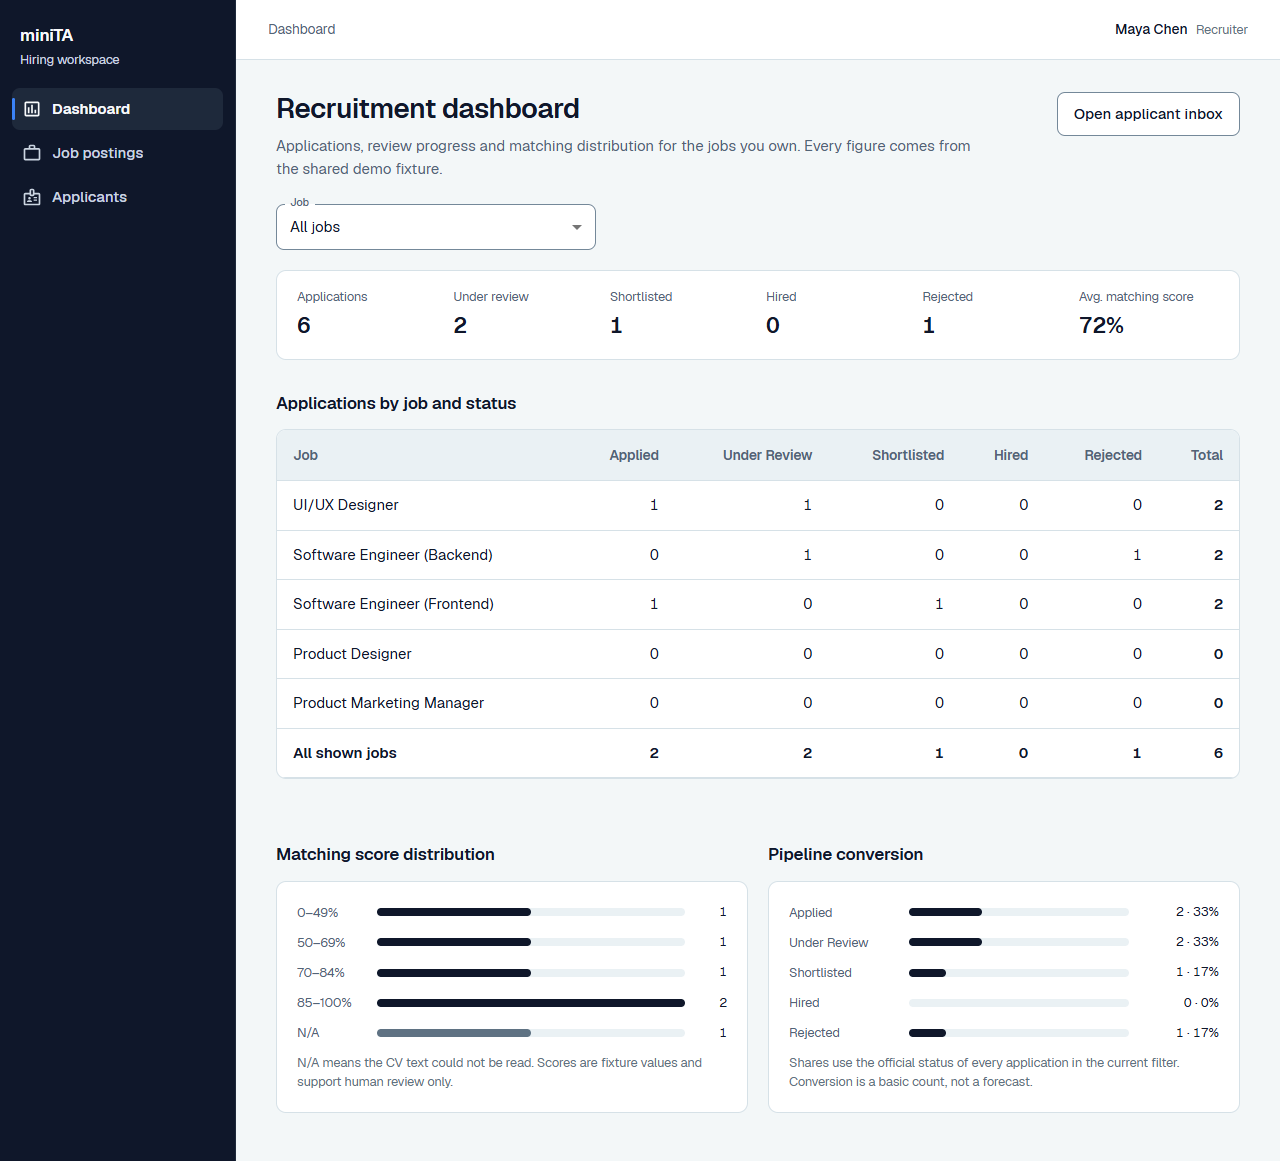 miniTA
Hiring workspace
Dashboard
Job postings
Applicants
Dashboard
Maya Chen Recruiter
Recruitment dashboard
Open applicant inbox
Applications, review progress and matching distribution for the jobs you own. Every figure comes from
the shared demo fixture.
Job
All jobs
Applications Under review Shortlisted Hired Rejected Avg. matching score
6 2 1 0 1 72%
Applications by job and status
Job Applied Under Review Shortlisted Hired Rejected Total
UI/UX Designer 1 1 0 0 0 2
Software Engineer (Backend) 0 1 0 0 1 2
Software Engineer (Frontend) 1 0 1 0 0 2
Product Designer 0 0 0 0 0 0
Product Marketing Manager 0 0 0 0 0 0
All shown jobs 2 2 1 0 1 6
Matching score distribution
0–49% 1
50–69% 1
70–84% 1
85–100% 2
N/A 1
N/A means the CV text could not be read. Scores are fixture values and
support human review only.
Pipeline conversion
Applied 2 · 33%
Under Review 2 · 33%
Shortlisted 1 · 17%
Hired 0 · 0%
Rejected 1 · 17%
Shares use the official status of every application in the current filter.
Conversion is a basic count, not a forecast.